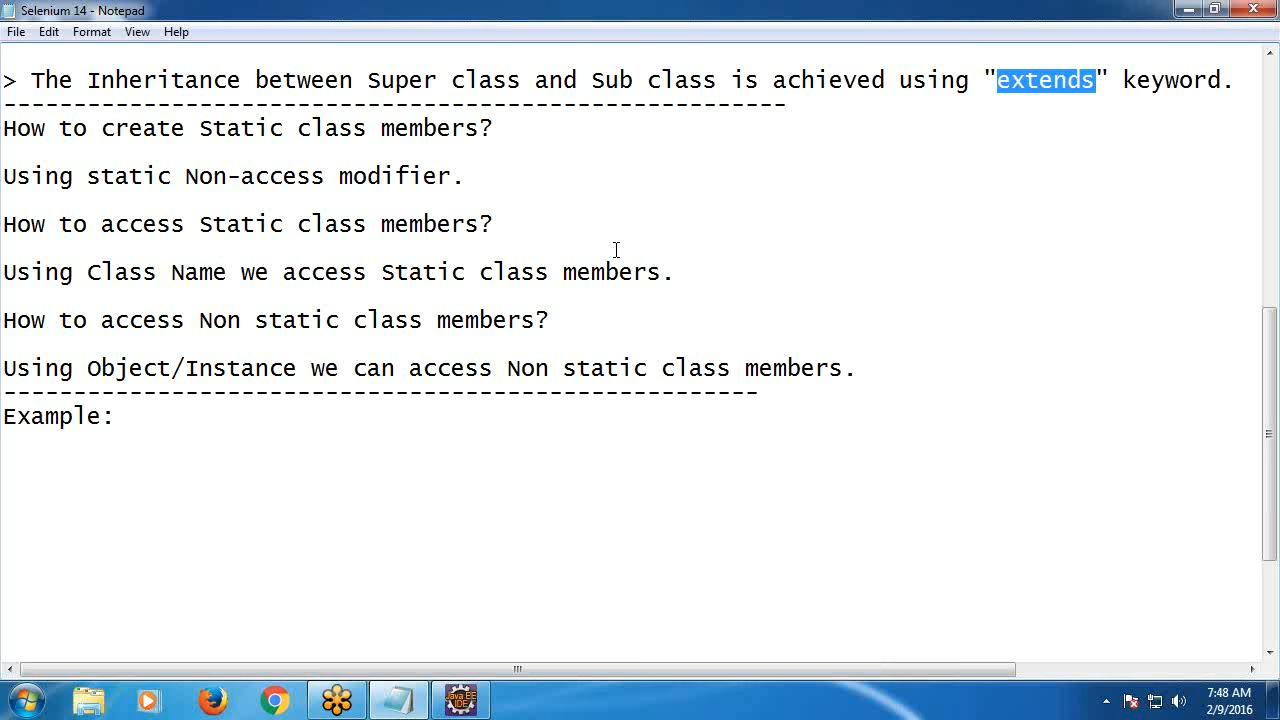 Selenium 14 - Notepad
File Edit Format View Help
> The Inheritance between Super class and Sub class is achieved using "extends" keyword.
--------------------------------------------------------
How to create Static class members?
Using static Non-access modifier.
How to access Static class members?
Using Class Name we access Static class members.
How to access Non static class members?
Using Object/Instance we can access Non static class members.
------------------------------------------------------
Example:
Java EE
IDE
7:48 AM
2/9/2016